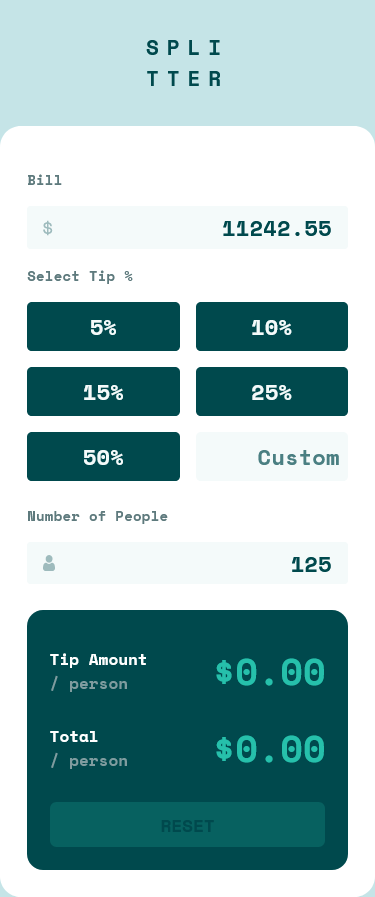 SPLI
TTER
Bill
$ 11242.55
Select Tip %
5% 10%
15% 25%
50% Custom
Number of People
125
Tip Amount
/ person
$0.00
Total
/ person
$0.00
RESET